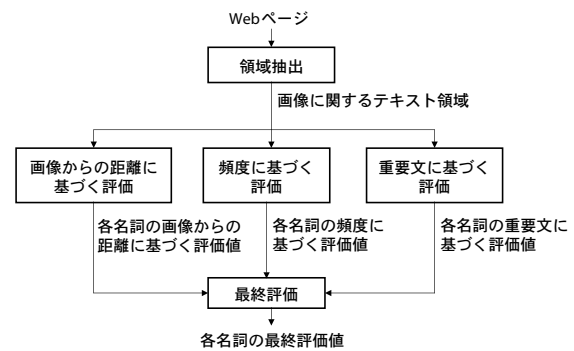 Webページ
領域抽出
画像に関するテキスト領域
画像からの距離に
基づく評価
頻度に基づく
評価
重要文に基づく
評価
各名詞の画像からの
距離に基づく評価値
各名詞の頻度に
基づく評価値
各名詞の重要文に
基づく評価値
最終評価
各名詞の最終評価値